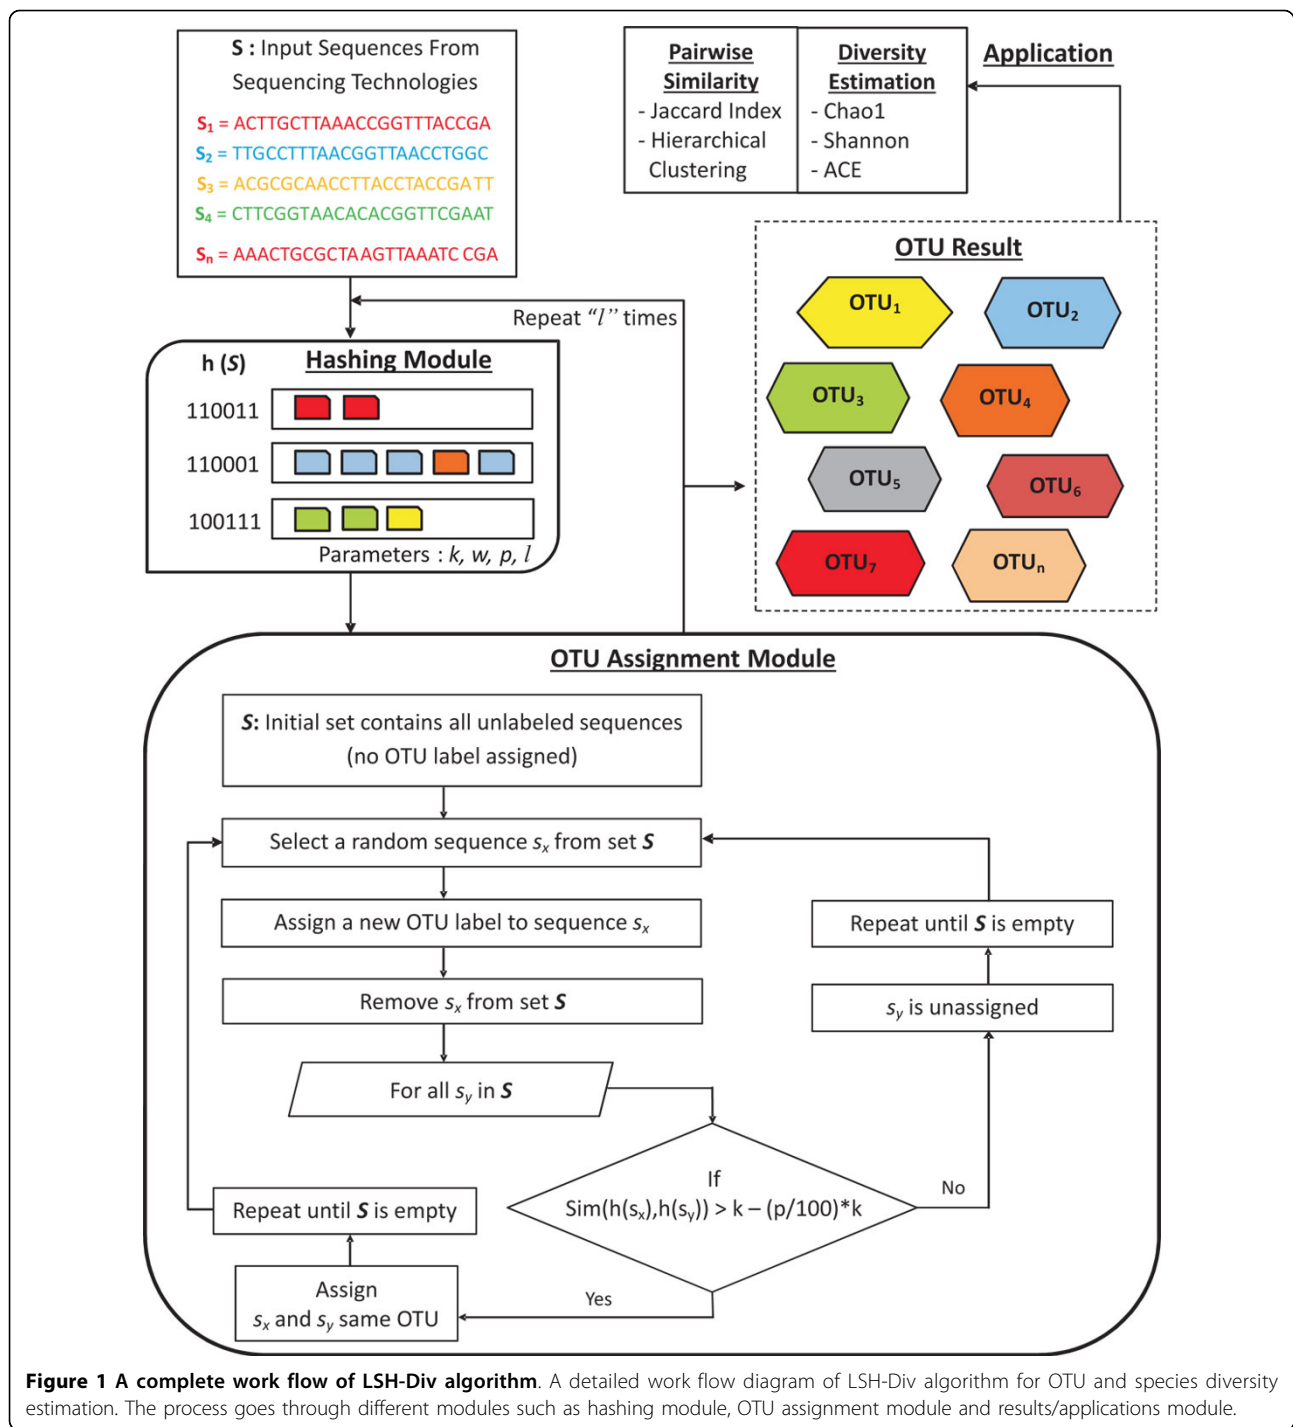 S : Input Sequences From
Sequencing Technologies
S1 = ACTTGCTTAAACCGGTTTACCGA
S2 = TTGCCTTTAACGGTTAACCTGGC
S3 = ACGCGCAACCTTACCTACCGATT
S4 = CTTCGGTAACACACGGTTCGAAT
Sn = AAACTGCGCTAAGTTAAATC CGA
Pairwise
Similarity
- Jaccard Index
- Hierarchical
Clustering
Diversity
Estimation
- Chao1
- Shannon
- ACE
Application
Repeat “l” times
h (S)
Hashing Module
110011
110001
100111
Parameters : k, w, p, l
OTU Result
OTU1
OTU2
OTU3
OTU4
OTU5
OTU6
OTU7
OTUn
OTU Assignment Module
S: Initial set contains all unlabeled sequences
(no OTU label assigned)
Select a random sequence sx from set S
Assign a new OTU label to sequence sx
Remove sx from set S
For all sy in S
If
Sim(h(sx),h(sy)) > k – (p/100)*k
No
Yes
sy is unassigned
Repeat until S is empty
Assign
sx and sy same OTU
Repeat until S is empty
Figure 1 A complete work flow of LSH-Div algorithm. A detailed work flow diagram of LSH-Div algorithm for OTU and species diversity
estimation. The process goes through different modules such as hashing module, OTU assignment module and results/applications module.